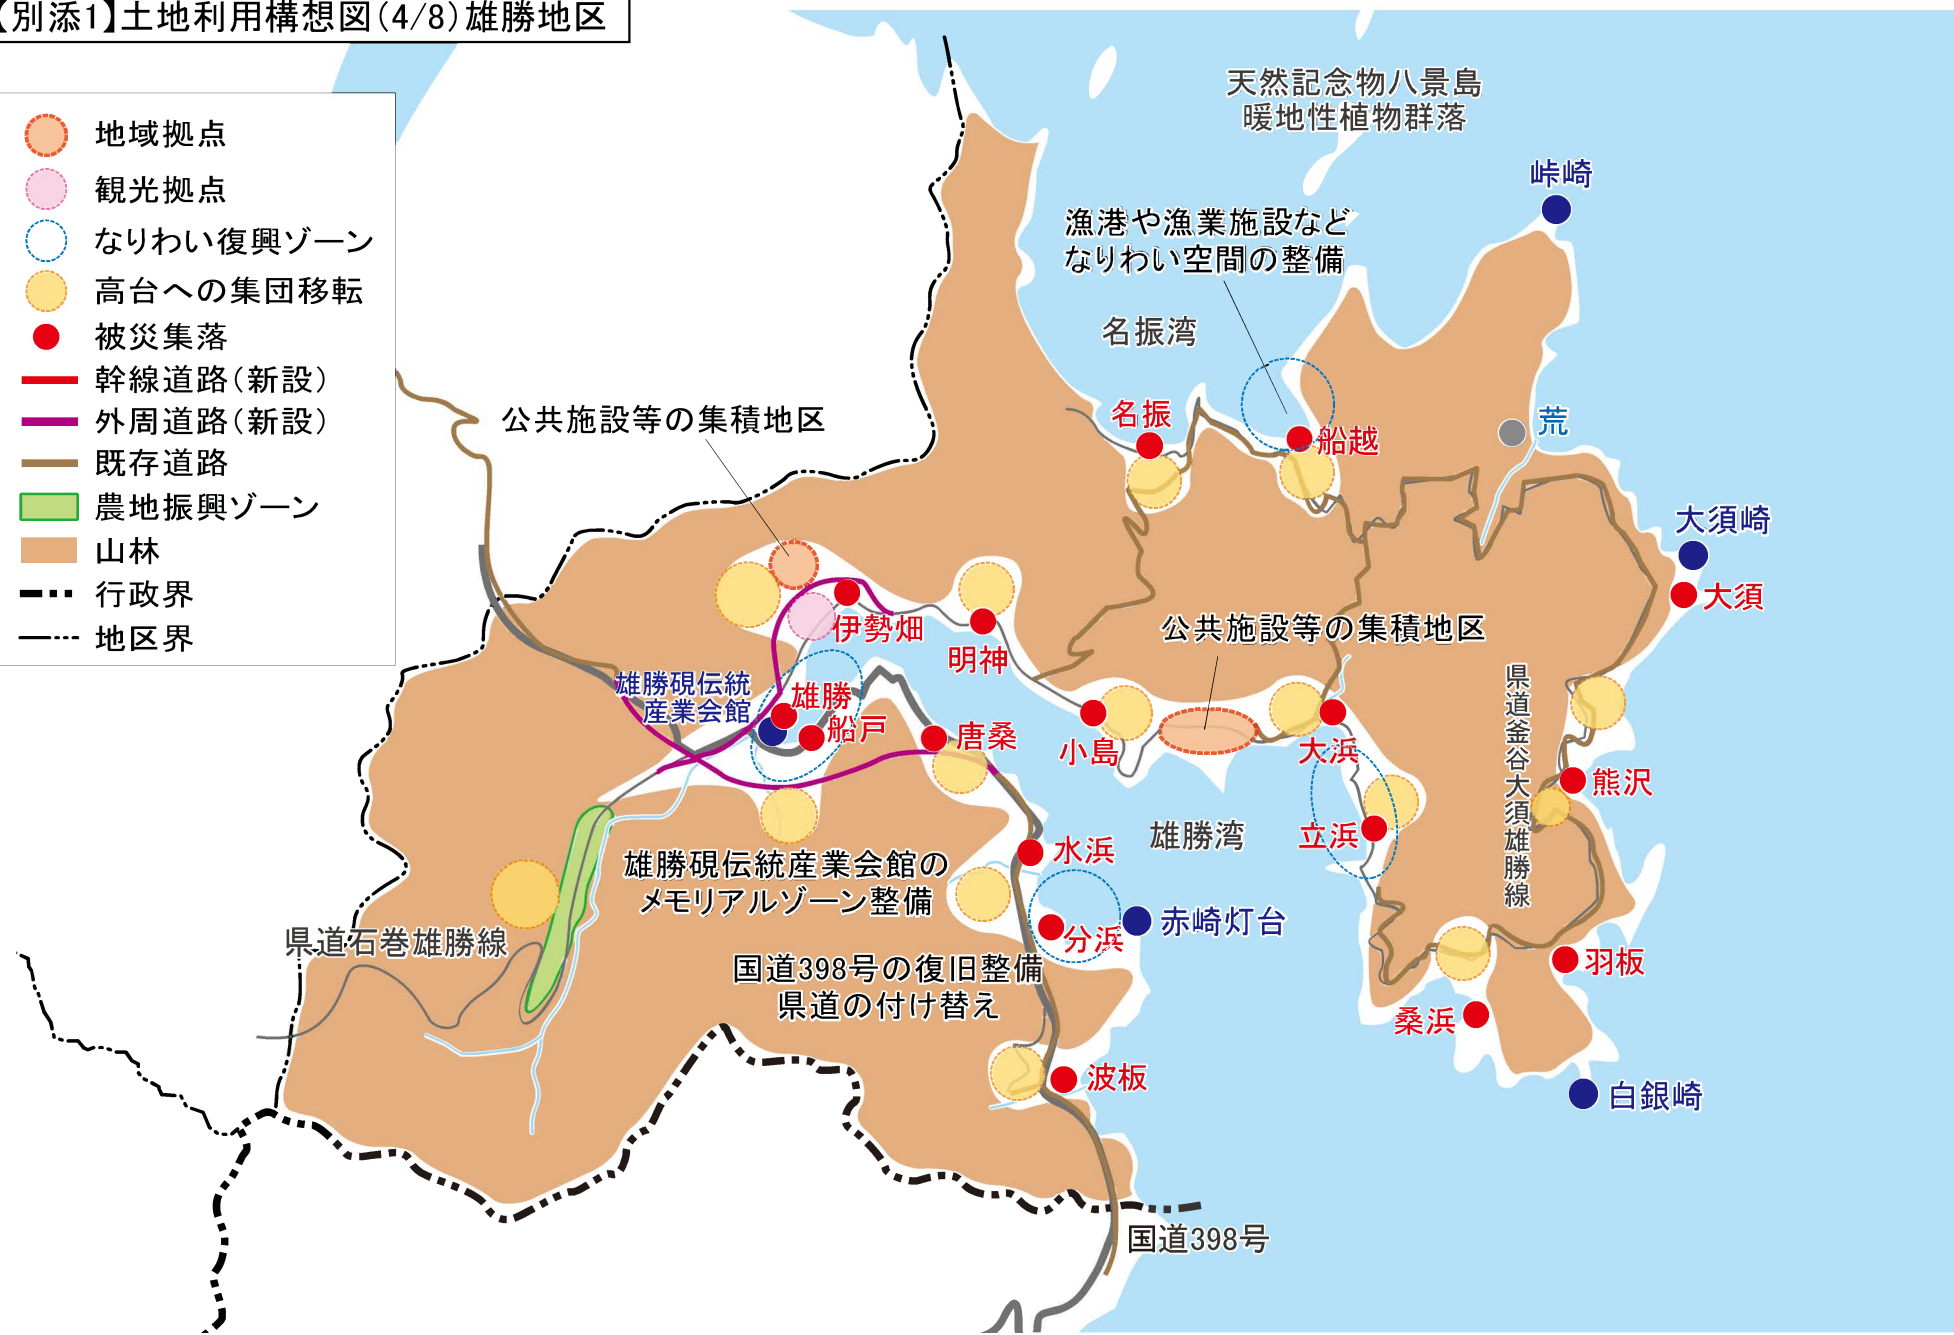 【別添1】土地利用構想図(4/8)雄勝地区
地域拠点
観光拠点
なりわい復興ゾーン
高台への集団移転
被災集落
幹線道路(新設)
外周道路(新設)
既存道路
農地振興ゾーン
山林
行政界
地区界
天然記念物八景島
暖地性植物群落
峠崎
漁港や漁業施設など
なりわい空間の整備
名振湾
名振
船越
荒
公共施設等の集積地区
大須崎
大須
伊勢畑
明神
公共施設等の集積地区
雄勝硯伝統
産業会館
雄勝
船戸
唐桑
小島
大浜
県道釜谷大須雄勝線
熊沢
立浜
雄勝湾
水浜
雄勝硯伝統産業会館の
メモリアルゾーン整備
赤崎灯台
分浜
県道石巻雄勝線
国道398号の復旧整備
県道の付け替え
羽板
桑浜
波板
白銀崎
国道398号